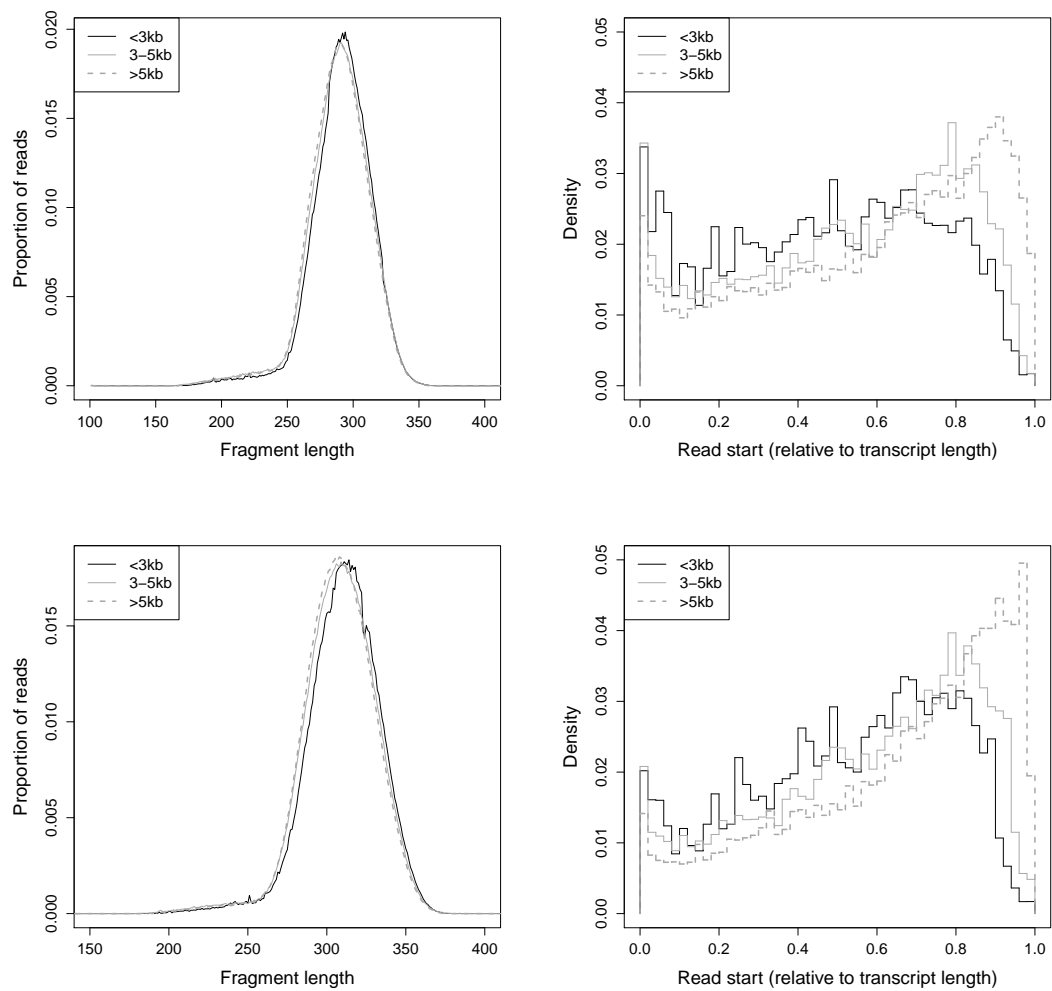 <3kb
3–5kb
>5kb
Proportion of reads
0.000 0.005 0.010 0.015 0.020
100 150 200 250 300 350 400
Fragment length
<3kb
3–5kb
>5kb
Density
0.00 0.01 0.02 0.03 0.04 0.05
0.0 0.2 0.4 0.6 0.8 1.0
Read start (relative to transcript length)
<3kb
3–5kb
>5kb
Proportion of reads
0.000 0.005 0.010 0.015
150 200 250 300 350 400
Fragment length
<3kb
3–5kb
>5kb
Density
0.00 0.01 0.02 0.03 0.04 0.05
0.0 0.2 0.4 0.6 0.8 1.0
Read start (relative to transcript length)